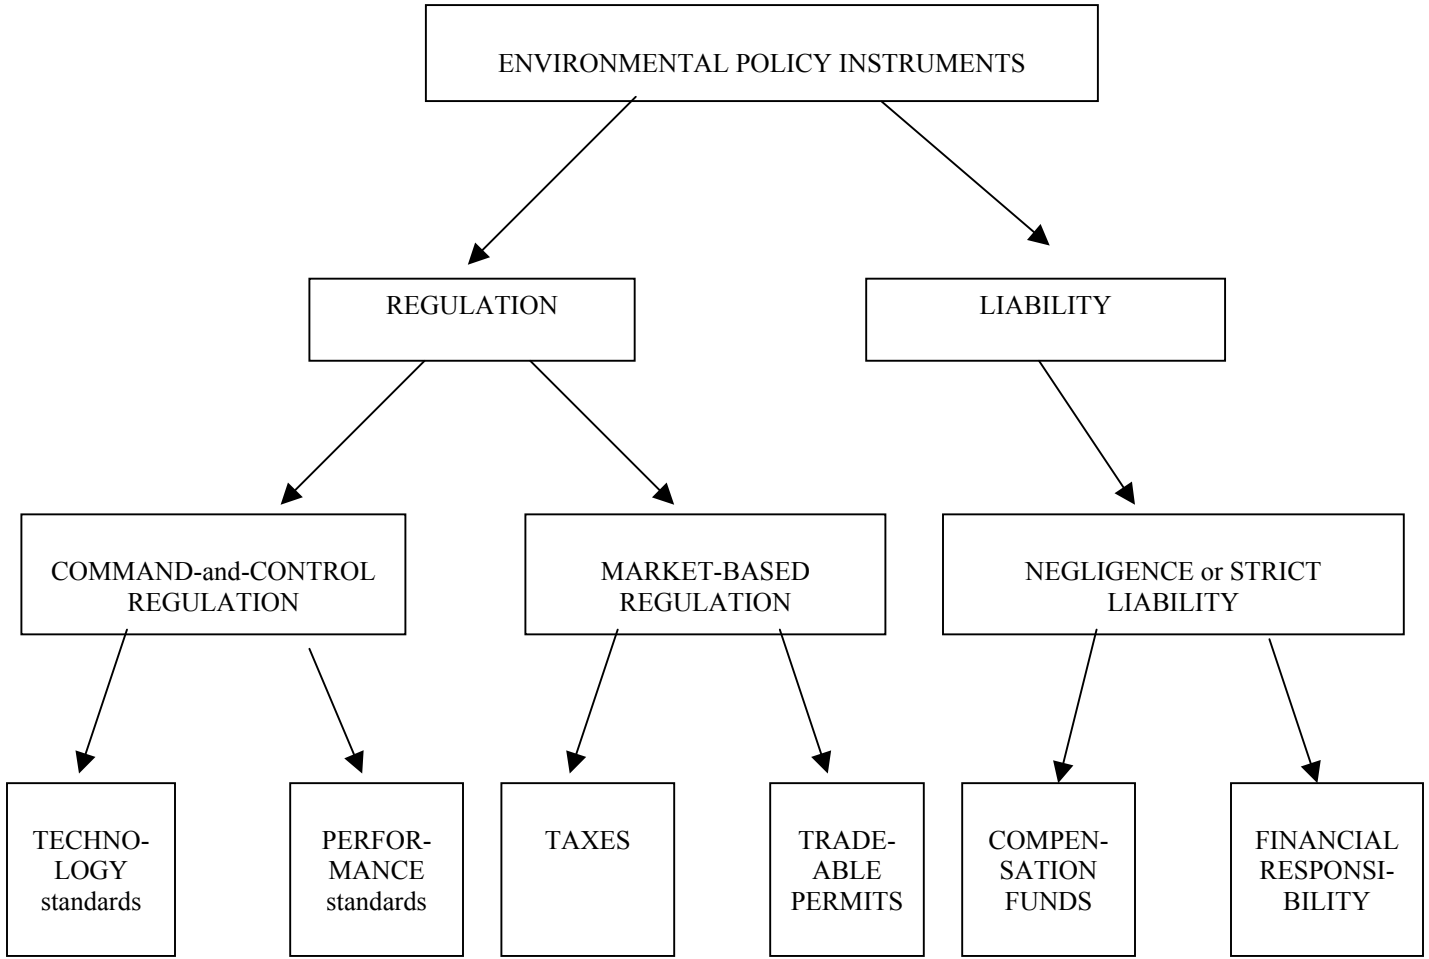 ENVIRONMENTAL POLICY INSTRUMENTS
REGULATION
LIABILITY
COMMAND-and-CONTROL
REGULATION
MARKET-BASED
REGULATION
NEGLIGENCE or STRICT
LIABILITY
TECHNO-
LOGY
standards
PERFOR-
MANCE
standards
TAXES
TRADE-
ABLE
PERMITS
COMPEN-
SATION
FUNDS
FINANCIAL
RESPONSI-
BILITY